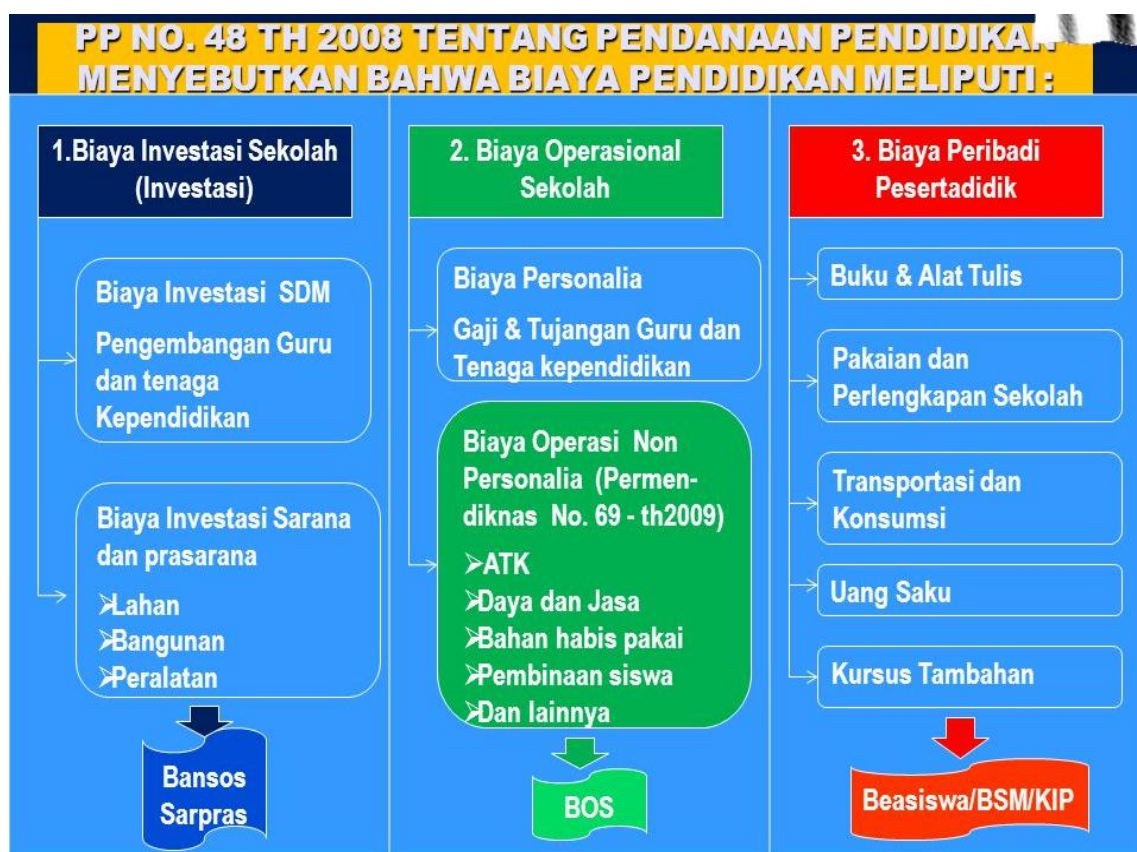 PP NO. 48 TH 2008 TENTANG PENDANAAN PENDIDIKAN
MENYEBUTKAN BAHWA BIAYA PENDIDIKAN MELIPUTI :
1.Biaya Investasi Sekolah
(Investasi)
Biaya Investasi SDM
Pengembangan Guru
dan tenaga
Kependidikan
Biaya Investasi Sarana
dan prasarana
➢Lahan
➢Bangunan
➢Peralatan
Bansos
Sarpras
2. Biaya Operasional
Sekolah
Biaya Personalia
Gaji & Tujangan Guru dan
Tenaga kependidikan
Biaya Operasi Non
Personalia (Permen-
diknas No. 69 - th2009)
➢ATK
➢Daya dan Jasa
➢Bahan habis pakai
➢Pembinaan siswa
➢Dan lainnya
BOS
3. Biaya Peribadi
Pesertadidik
Buku & Alat Tulis
Pakaian dan
Perlengkapan Sekolah
Transportasi dan
Konsumsi
Uang Saku
Kursus Tambahan
Beasiswa/BSM/KIP